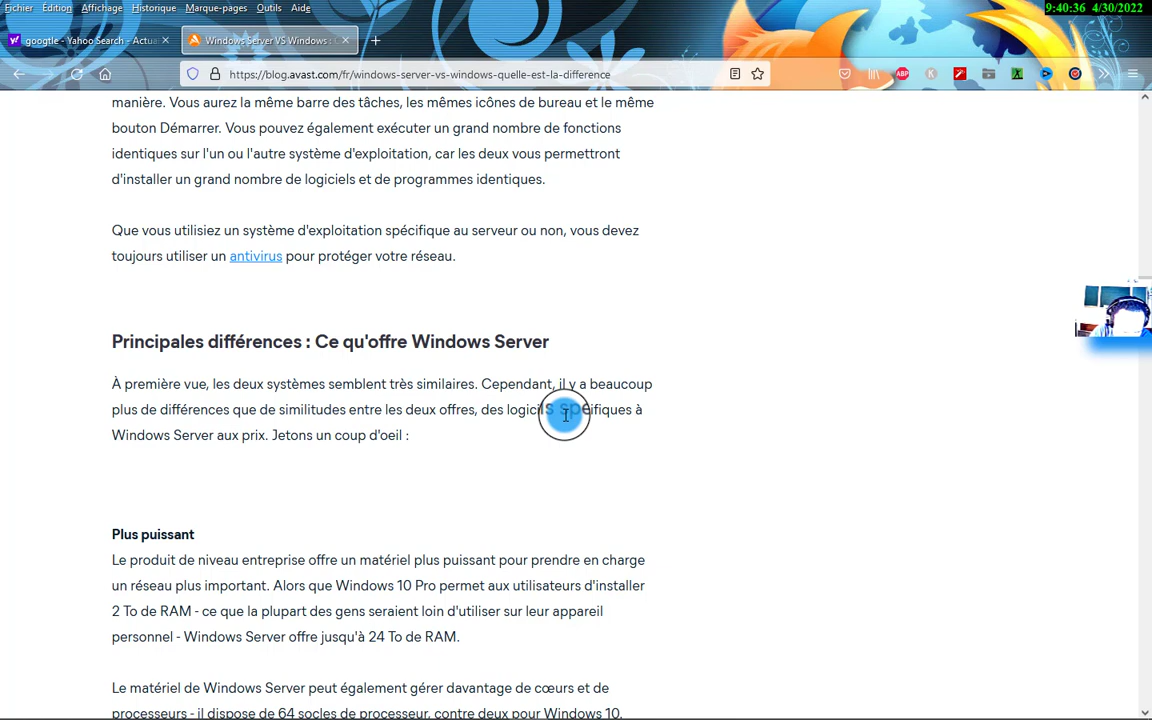 Fichier Édition Affichage Historique Marque-pages Outils Aide
9:40:36 4/30/2022
googtle - Yahoo Search - Actua
Windows Server VS Windows :
https://blog.avast.com/fr/windows-server-vs-windows-quelle-est-la-difference
ABP
manière. Vous aurez la même barre des tâches, les mêmes icônes de bureau et le même
bouton Démarrer. Vous pouvez également exécuter un grand nombre de fonctions
identiques sur l'un ou l'autre système d'exploitation, car les deux vous permettront
d'installer un grand nombre de logiciels et de programmes identiques.
Que vous utilisiez un système d'exploitation spécifique au serveur ou non, vous devez
toujours utiliser un antivirus pour protéger votre réseau.
Principales différences : Ce qu'offre Windows Server
À première vue, les deux systèmes semblent très similaires. Cependant, il y a beaucoup
plus de différences que de similitudes entre les deux offres, des logiciels spécifiques à
Windows Server aux prix. Jetons un coup d'oeil :
Plus puissant
Le produit de niveau entreprise offre un matériel plus puissant pour prendre en charge
un réseau plus important. Alors que Windows 10 Pro permet aux utilisateurs d'installer
2 To de RAM - ce que la plupart des gens seraient loin d'utiliser sur leur appareil
personnel - Windows Server offre jusqu'à 24 To de RAM.
Le matériel de Windows Server peut également gérer davantage de cœurs et de
processeurs - il dispose de 64 socles de processeur, contre deux pour Windows 10.